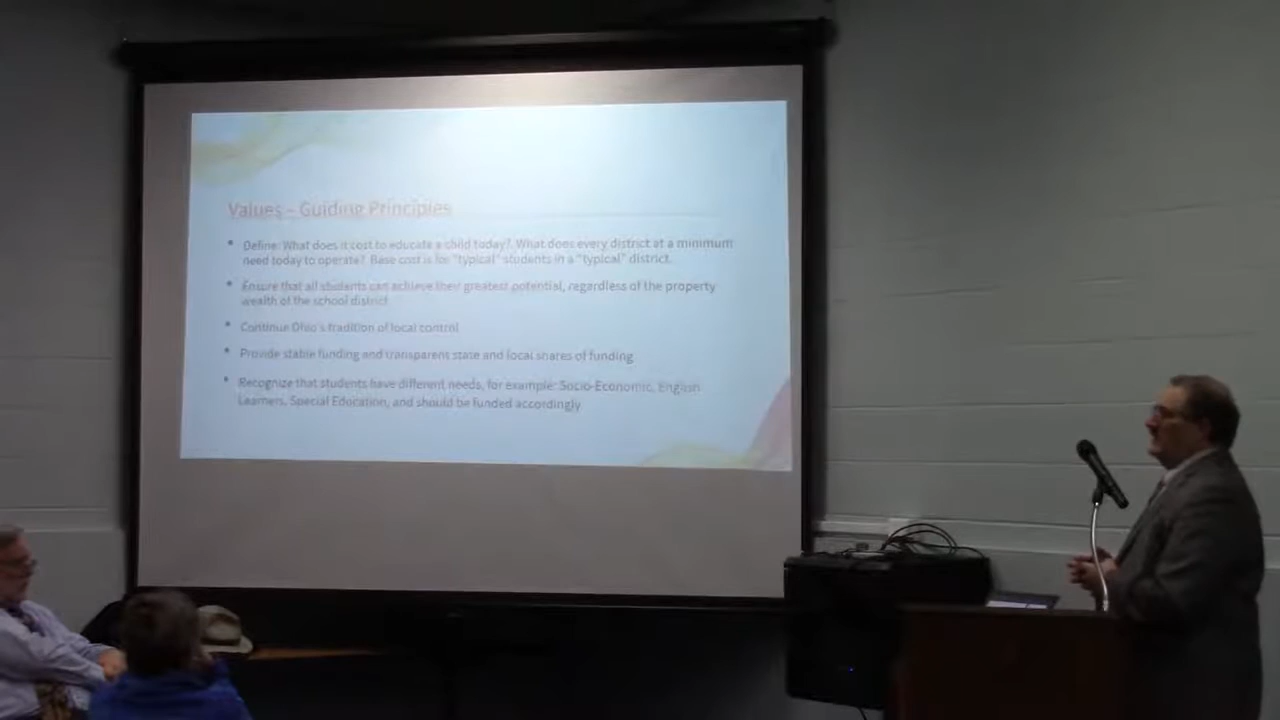 Values – Guiding Principles
• Define: What does it cost to educate a child today? What does every district at a minimum
need today to operate? Base cost is for "typical" students in a "typical" district.
• Ensure that all students can achieve their greatest potential, regardless of the property
wealth of the school district
• Continue Ohio's tradition of local control
• Provide stable funding and transparent state and local shares of funding
• Recognize that students have different needs, for example: Socio-Economic, English
Learners, Special Education, and should be funded accordingly